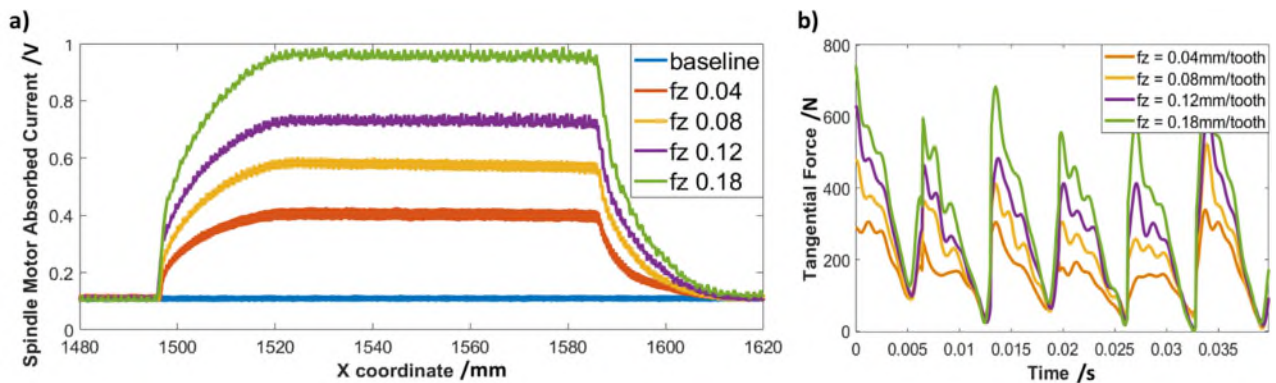 a)
Spindle Motor Absorbed Current /V
1
0.8
0.6
0.4
0.2
0
baseline
fz 0.04
fz 0.08
fz 0.12
fz 0.18
1480 1500 1520 1540 1560 1580 1600 1620
X coordinate /mm
b)
Tangential Force /N
800
600
400
200
0
fz = 0.04mm/tooth
fz = 0.08mm/tooth
fz = 0.12mm/tooth
fz = 0.18mm/tooth
0 0.005 0.01 0.015 0.02 0.025 0.03 0.035
Time /s